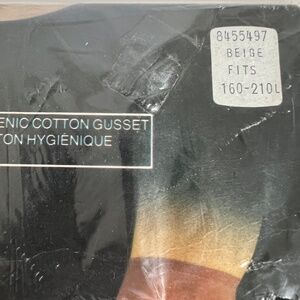 8455497
BEIGE
FITS
160-210L
ENIC COTTON GUSSET
TON HYGIÉNIQUE